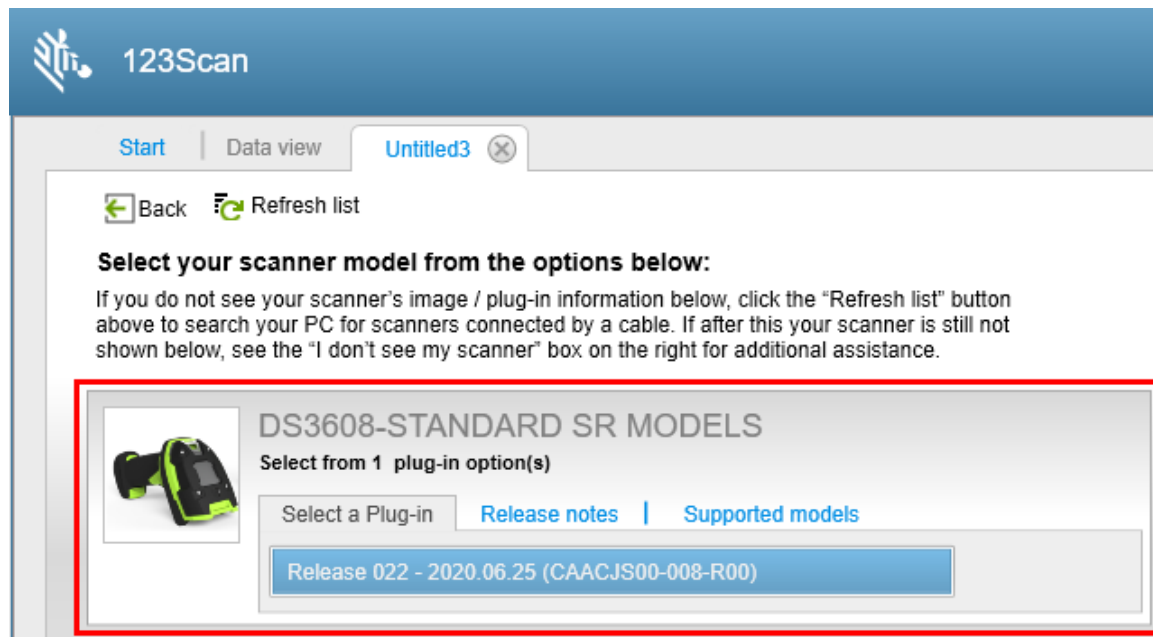 123Scan
Start
Data view
Untitled3
Back
Refresh list
Select your scanner model from the options below:
If you do not see your scanner’s image / plug-in information below, click the “Refresh list” button
above to search your PC for scanners connected by a cable. If after this your scanner is still not
shown below, see the “I don’t see my scanner” box on the right for additional assistance.
DS3608-STANDARD SR MODELS
Select from 1 plug-in option(s)
Select a Plug-in
Release notes
Supported models
Release 022 - 2020.06.25 (CAACJS00-008-R00)